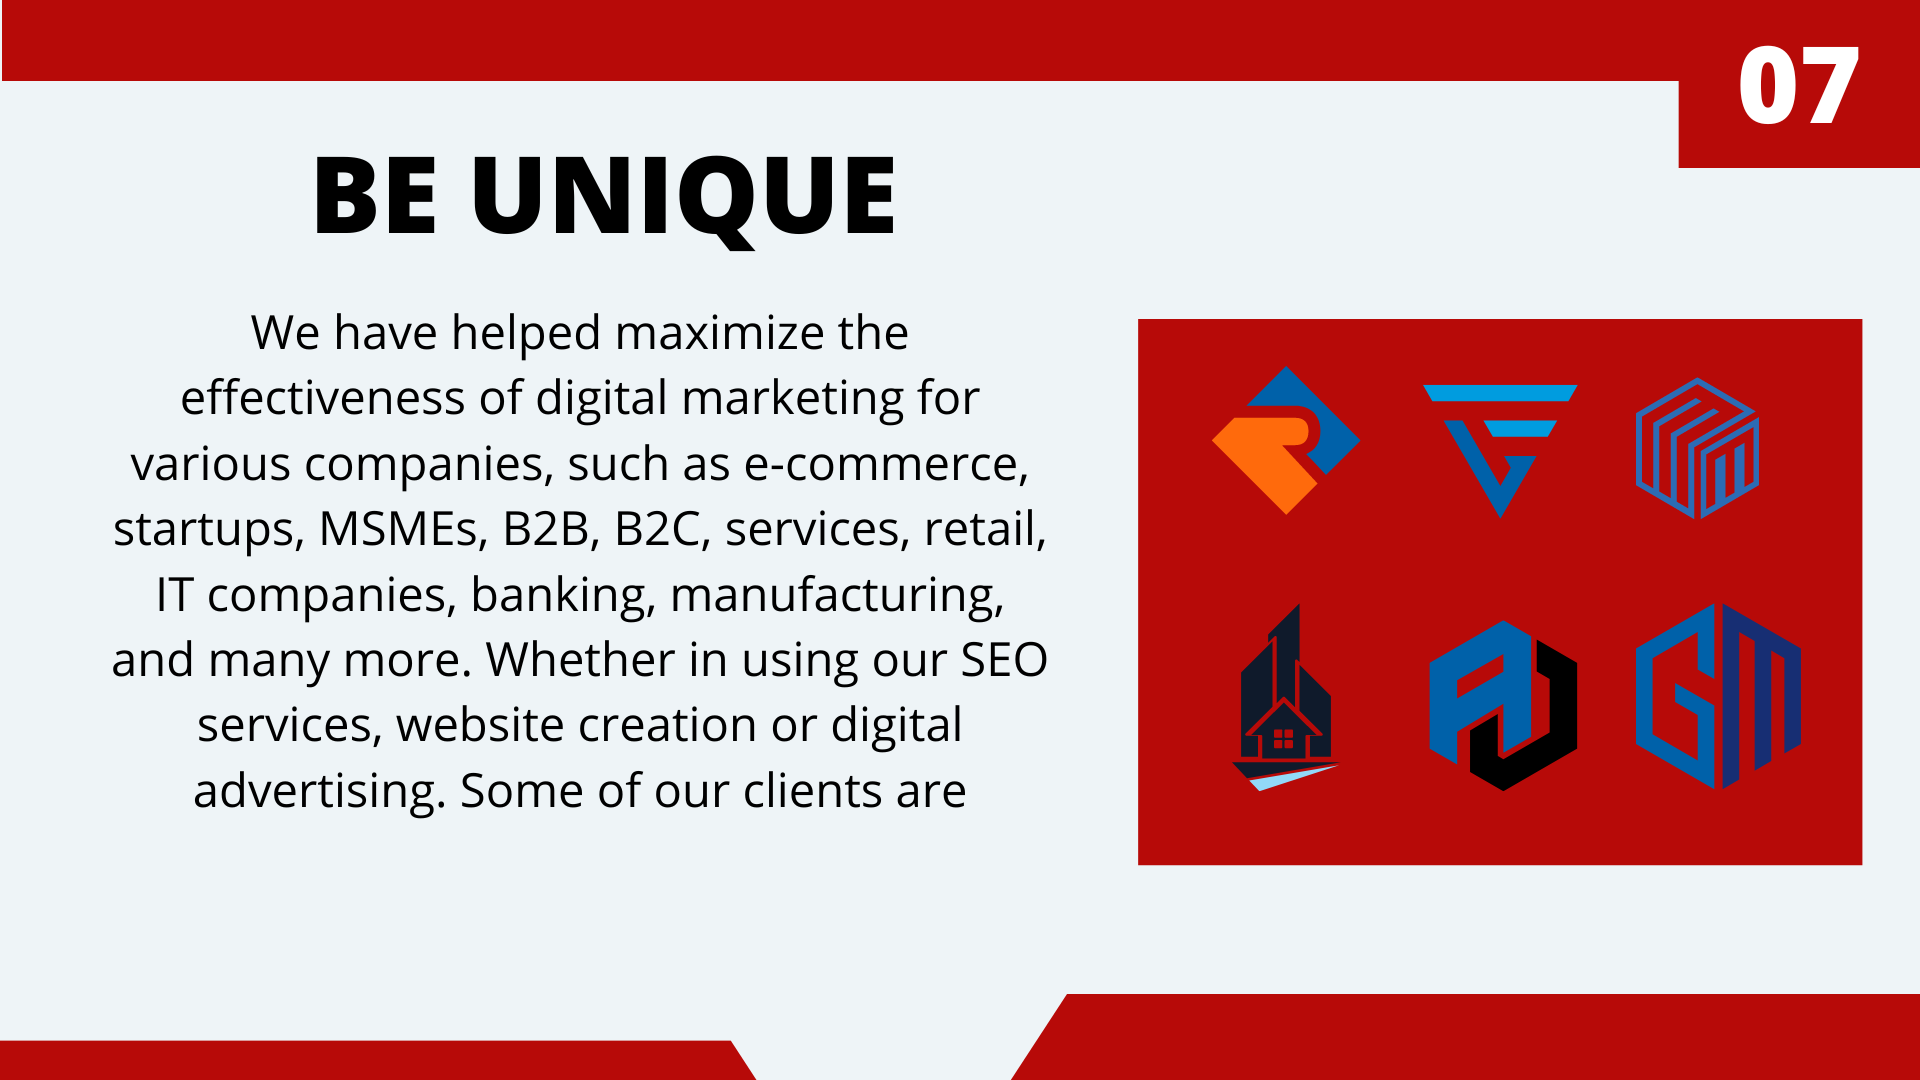 07
BE UNIQUE
We have helped maximize the
effectiveness of digital marketing for
various companies, such as e-commerce,
startups, MSMEs, B2B, B2C, services, retail,
IT companies, banking, manufacturing,
and many more. Whether in using our SEO
services, website creation or digital
advertising. Some of our clients are